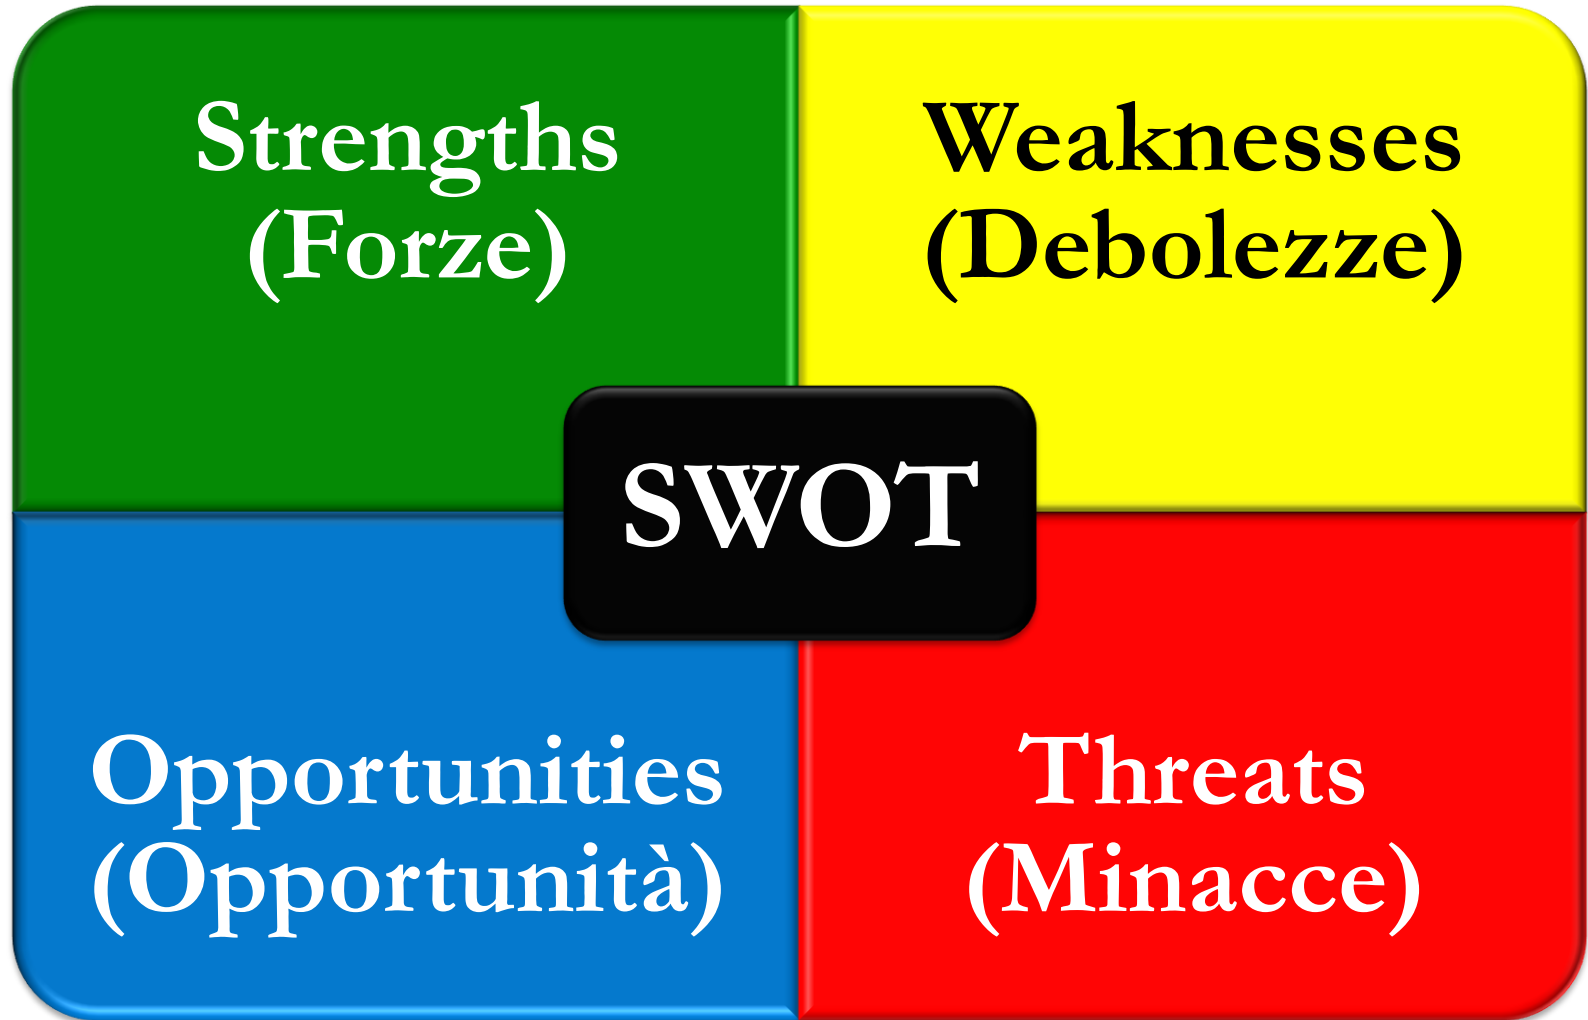 Strengths
(Forze)
Weaknesses
(Debolezze)
SWOT
Opportunities
(Opportunità)
Threats
(Minacce)